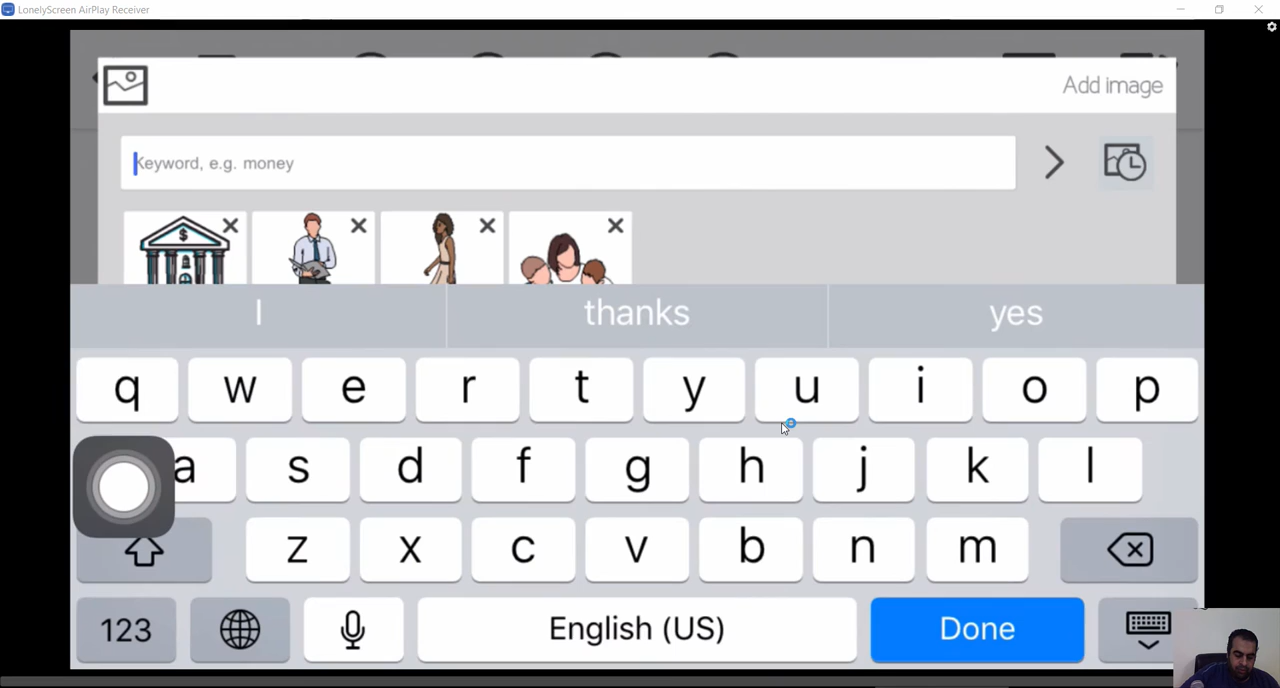 LonelyScreen AirPlay Receiver
Add image
Keyword, e.g. money
$
I thanks yes
q w e r t y u i o p
a s d f g h j k l
z x c v b n m
123 English (US) Done